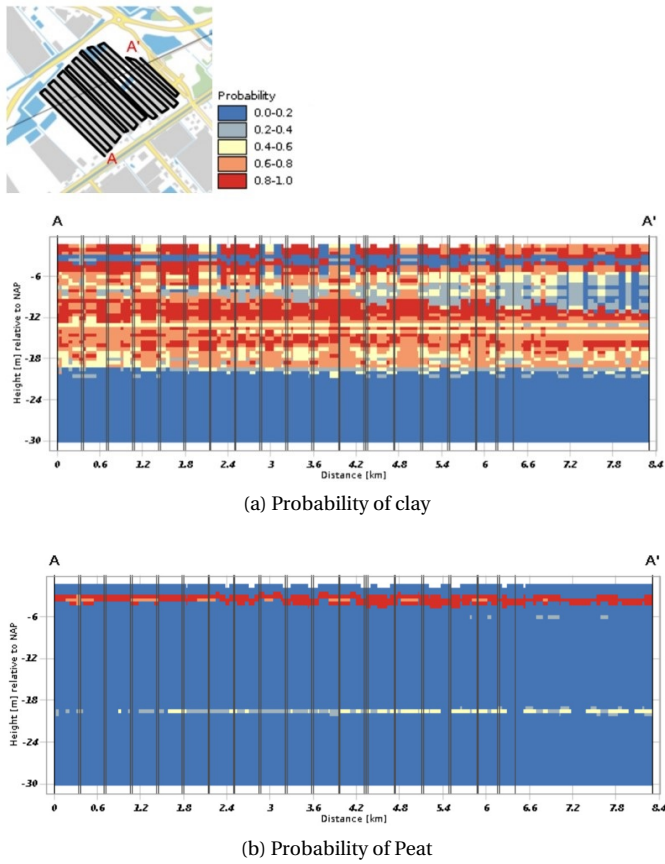 A'
A
Probability
0.0-0.2
0.2-0.4
0.4-0.6
0.6-0.8
0.8-1.0
A A'
Height [m] relative to NAP
-6
-12
-18
-24
-30
0 0.6 1.2 1.8 2.4 3 3.6 4.2 4.8 5.4 6 6.6 7.2 7.8 8.4
Distance [km]
(a) Probability of clay
A A'
Height [m] relative to NAP
-6
-12
-18
-24
-30
0 0.6 1.2 1.8 2.4 3 3.6 4.2 4.8 5.4 6 6.6 7.2 7.8 8.4
Distance [km]
(b) Probability of Peat